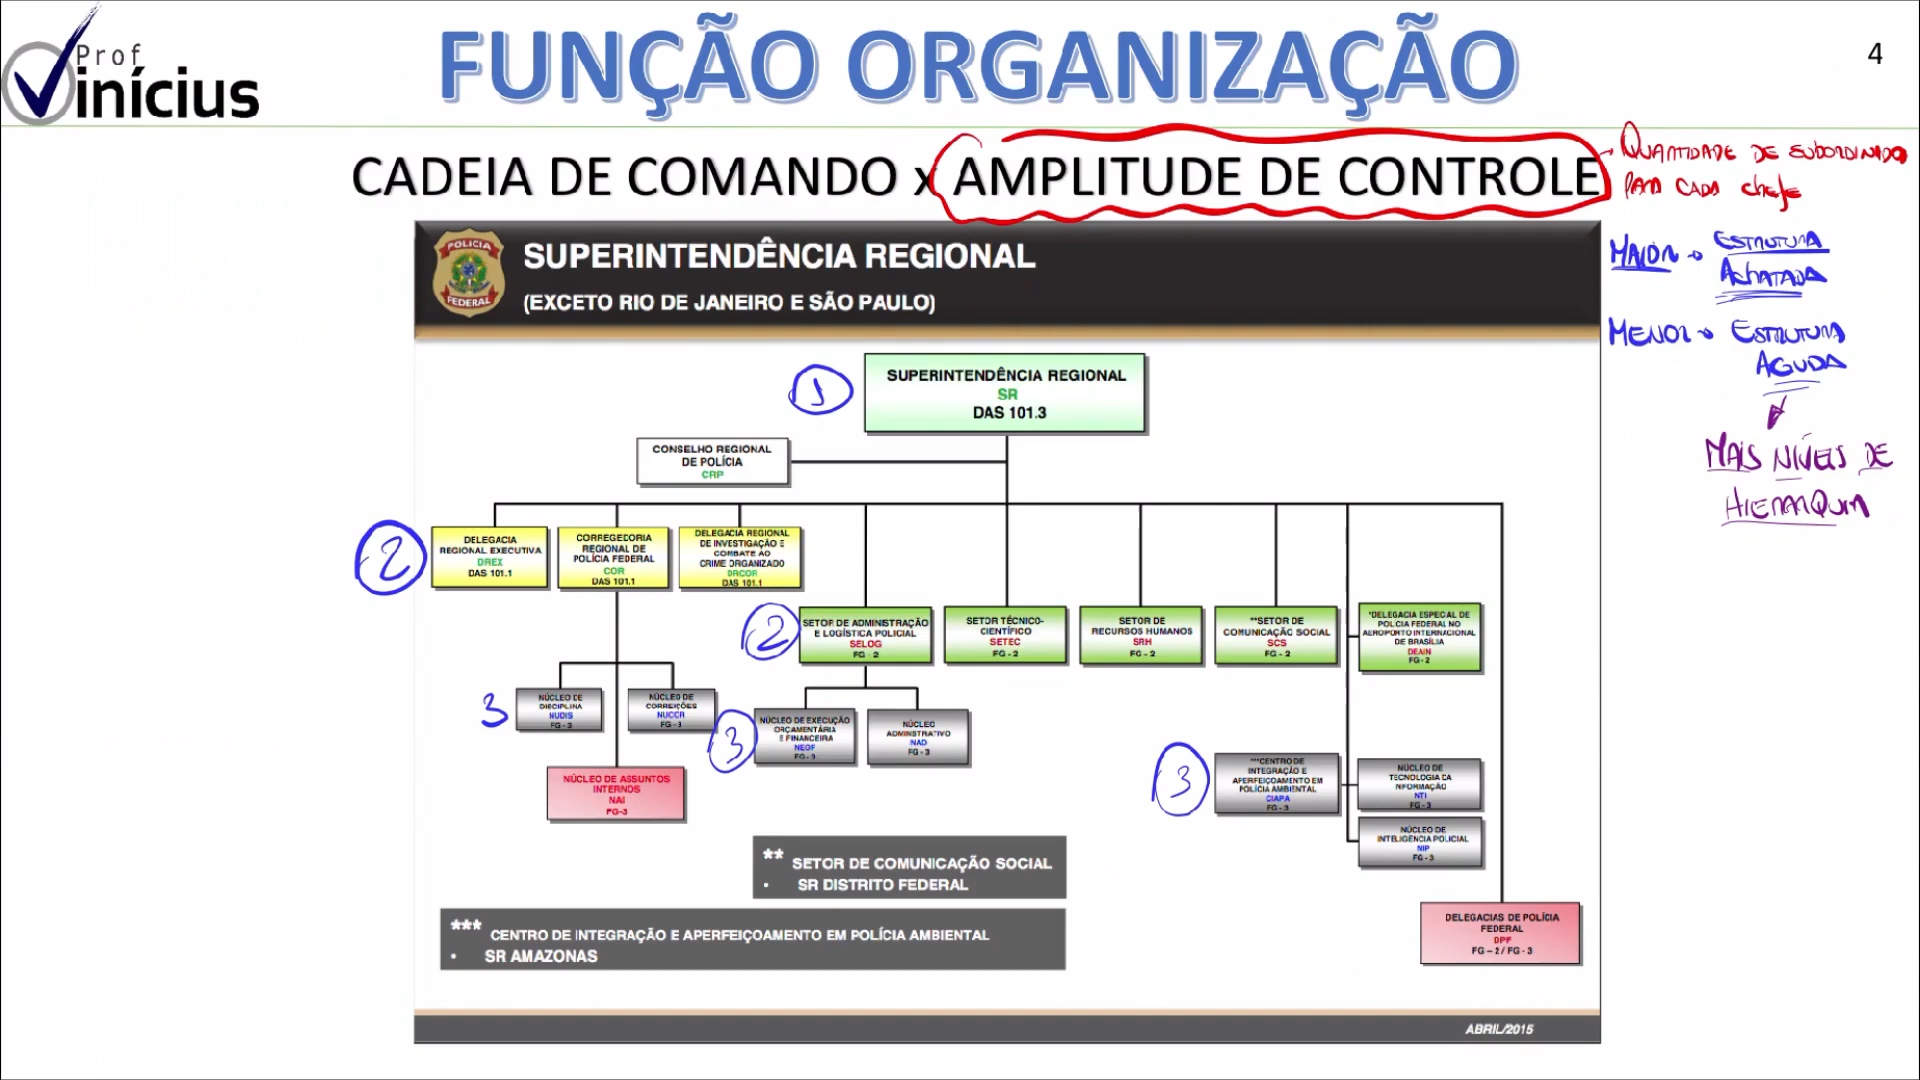 Prof
Vinícius
FUNÇÃO ORGANIZAÇÃO
4
CADEIA DE COMANDO x AMPLITUDE DE CONTROLE
QUANTIDADE DE SUBORDINADO
PARA CADA chefe
MAIOR → ESTRUTURA
AChATADA
MENOR → ESTRUTURA
AGUDA
MAIS NÍVEIS DE
HIERARQUIA
POLICIA
FEDERAL
SUPERINTENDÊNCIA REGIONAL
(EXCETO RIO DE JANEIRO E SÃO PAULO)
1
SUPERINTENDÊNCIA REGIONAL
SR
DAS 101.3
CONSELHO REGIONAL
DE POLÍCIA
CRP
2
DELEGACIA
REGIONAL EXECUTIVA
DREX
DAS 101.1
CORREGEDORIA
REGIONAL DE
POLÍCIA FEDERAL
COR
DAS 101.1
DELEGACIA REGIONAL
DE INVESTIGAÇÃO E
COMBATE AO
CRIME ORGANIZADO
DRCOR
DAS 101.1
2
SETOR DE ADMINISTRAÇÃO
E LOGÍSTICA POLICIAL
SELOG
FG - 2
SETOR TÉCNICO-
CIENTÍFICO
SETEC
FG - 2
SETOR DE
RECURSOS HUMANOS
SRH
FG - 2
**SETOR DE
COMUNICAÇÃO SOCIAL
SCS
FG - 2
*DELEGACIA ESPECIAL DE
POLCIA FEDERAL NO
AEROPORTO INTERNACIONAL
DE BRASÍLIA
DEAIN
FG- 2
3
NÚCLEO DE
DISCIPLINA
NUDIS
FG - 3
NÚCLEO DE
CORREIÇÕES
NUCOR
FG - 3
3
NÚCLEO DE EXECUÇÃO
ORÇAMENTÁRIA
E FINANCEIRA
NEOF
FG - 3
NÚCLEO
ADMINSTRATIVO
NAD
FG - 3
NÚCLEO DE ASSUNTOS
INTERNOS
NAI
FG-3
3
***CENTRO DE
INTEGRAÇÃO E
APERFEIÇOAMENTO EM
POLÍCIA AMBIENTAL
CIAPA
FG - 3
NÚCLEO DE
TECNOLOGIA DA
INFORMAÇÃO
NTI
FG - 3
NÚCLEO DE
INTELIGÊNCIA POLICIAL
NIP
FG - 3
** SETOR DE COMUNICAÇÃO SOCIAL
• SR DISTRITO FEDERAL
*** CENTRO DE INTEGRAÇÃO E APERFEIÇOAMENTO EM POLÍCIA AMBIENTAL
• SR AMAZONAS
DELEGACIAS DE POLÍCIA
FEDERAL
DPF
FG – 2 / FG - 3
ABRIL/2015